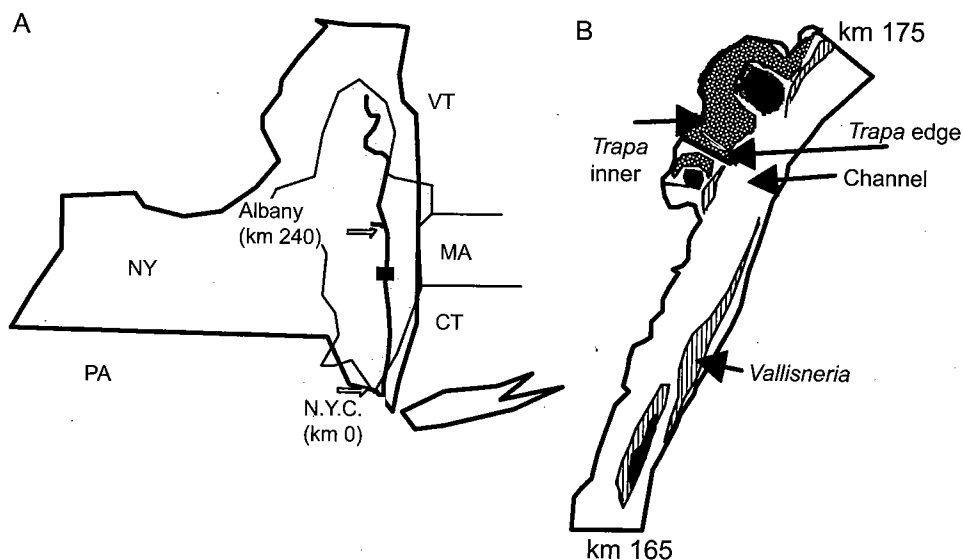 A
VT
Albany
(km 240)
NY
MA
CT
PA
N.Y.C.
(km 0)
B
km 175
Trapa
inner
Trapa edge
Channel
Vallisneria
km 165